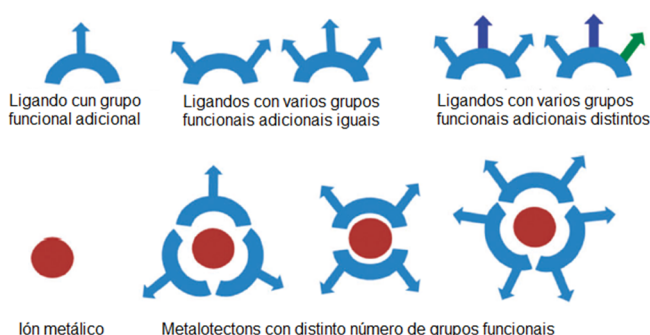 Ligando cun grupo
funcional adicional
Ligandos con varios grupos
funcionais adicionais iguais
Ligandos con varios grupos
funcionais adicionais distintos
Ión metálico
Metalotectons con distinto número de grupos funcionais